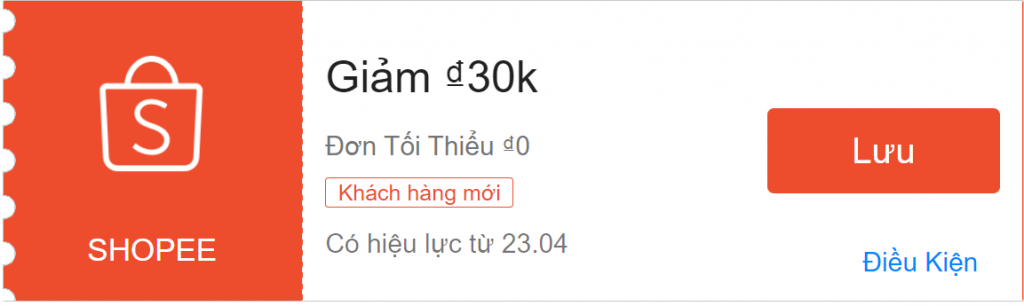 S
SHOPEE
Giảm ₫30k
Đơn Tối Thiểu ₫0
Khách hàng mới
Có hiệu lực từ 23.04
Lưu
Điều Kiện